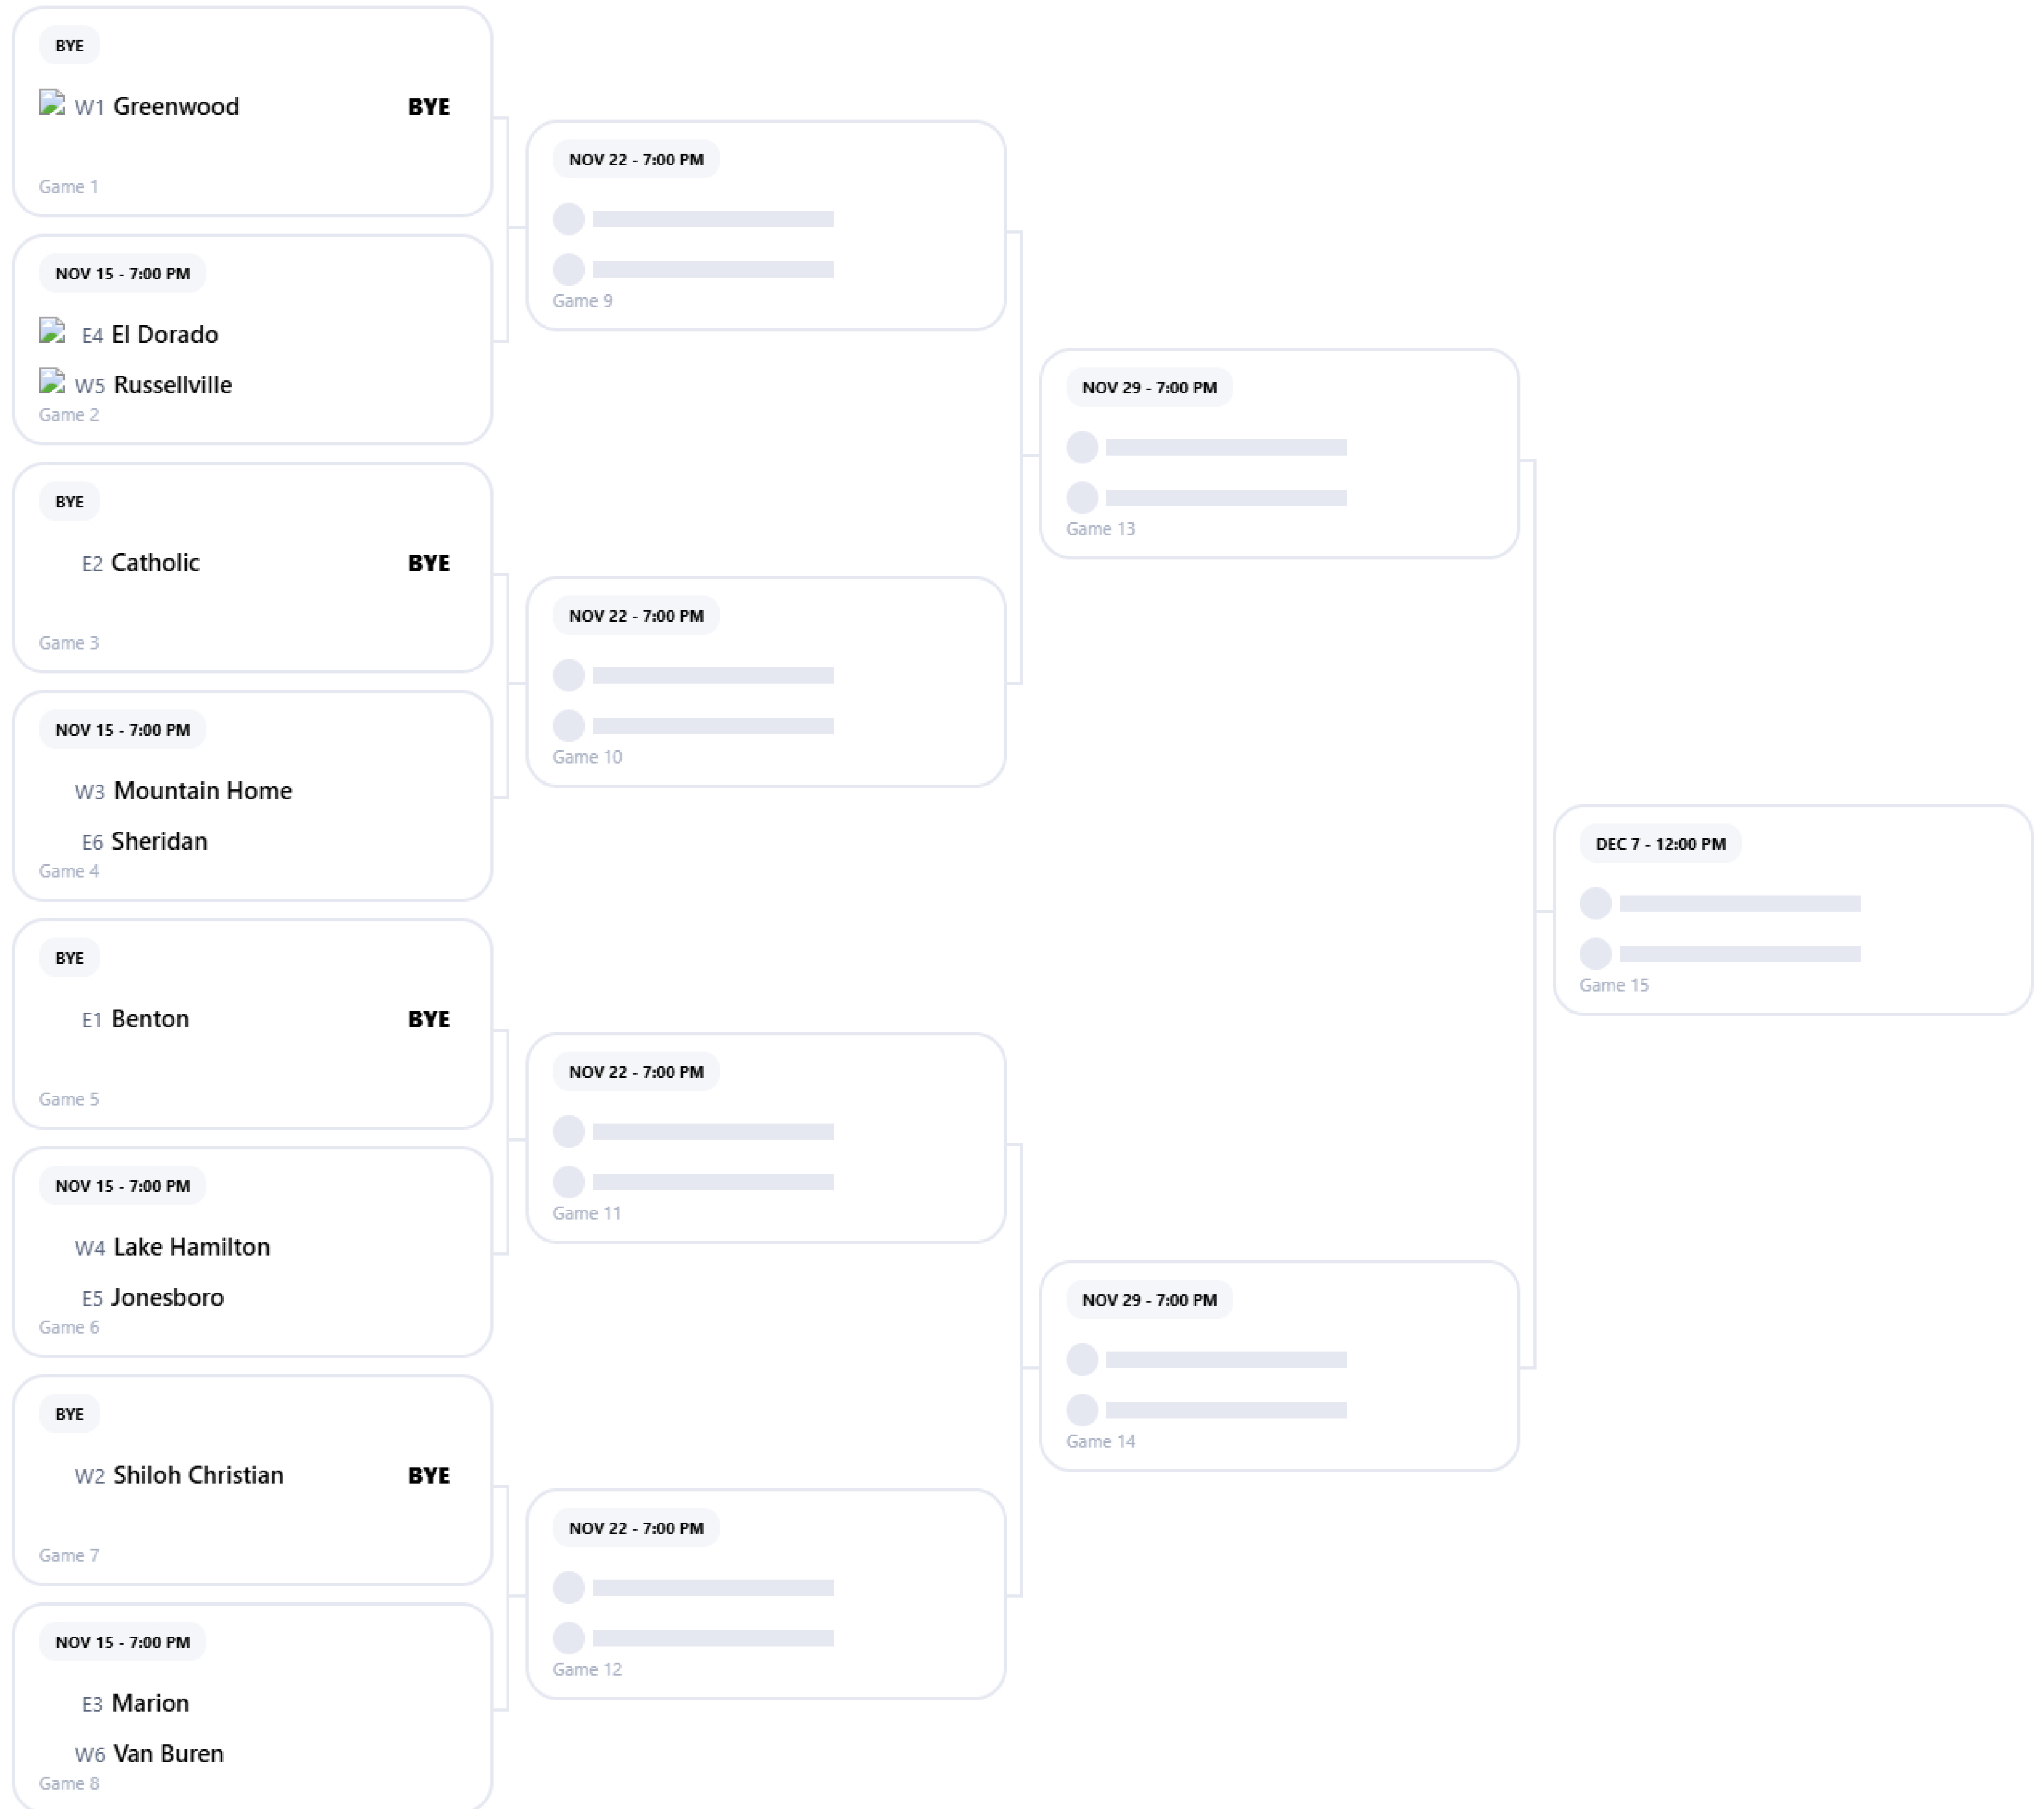 BYE
W1 Greenwood BYE
Game 1
NOV 15 - 7:00 PM
E4 El Dorado
W5 Russellville
Game 2
BYE
E2 Catholic BYE
Game 3
NOV 15 - 7:00 PM
W3 Mountain Home
E6 Sheridan
Game 4
BYE
E1 Benton BYE
Game 5
NOV 15 - 7:00 PM
W4 Lake Hamilton
E5 Jonesboro
Game 6
BYE
W2 Shiloh Christian BYE
Game 7
NOV 15 - 7:00 PM
E3 Marion
W6 Van Buren
Game 8
NOV 22 - 7:00 PM
Game 9
NOV 22 - 7:00 PM
Game 10
NOV 22 - 7:00 PM
Game 11
NOV 22 - 7:00 PM
Game 12
NOV 29 - 7:00 PM
Game 13
NOV 29 - 7:00 PM
Game 14
DEC 7 - 12:00 PM
Game 15